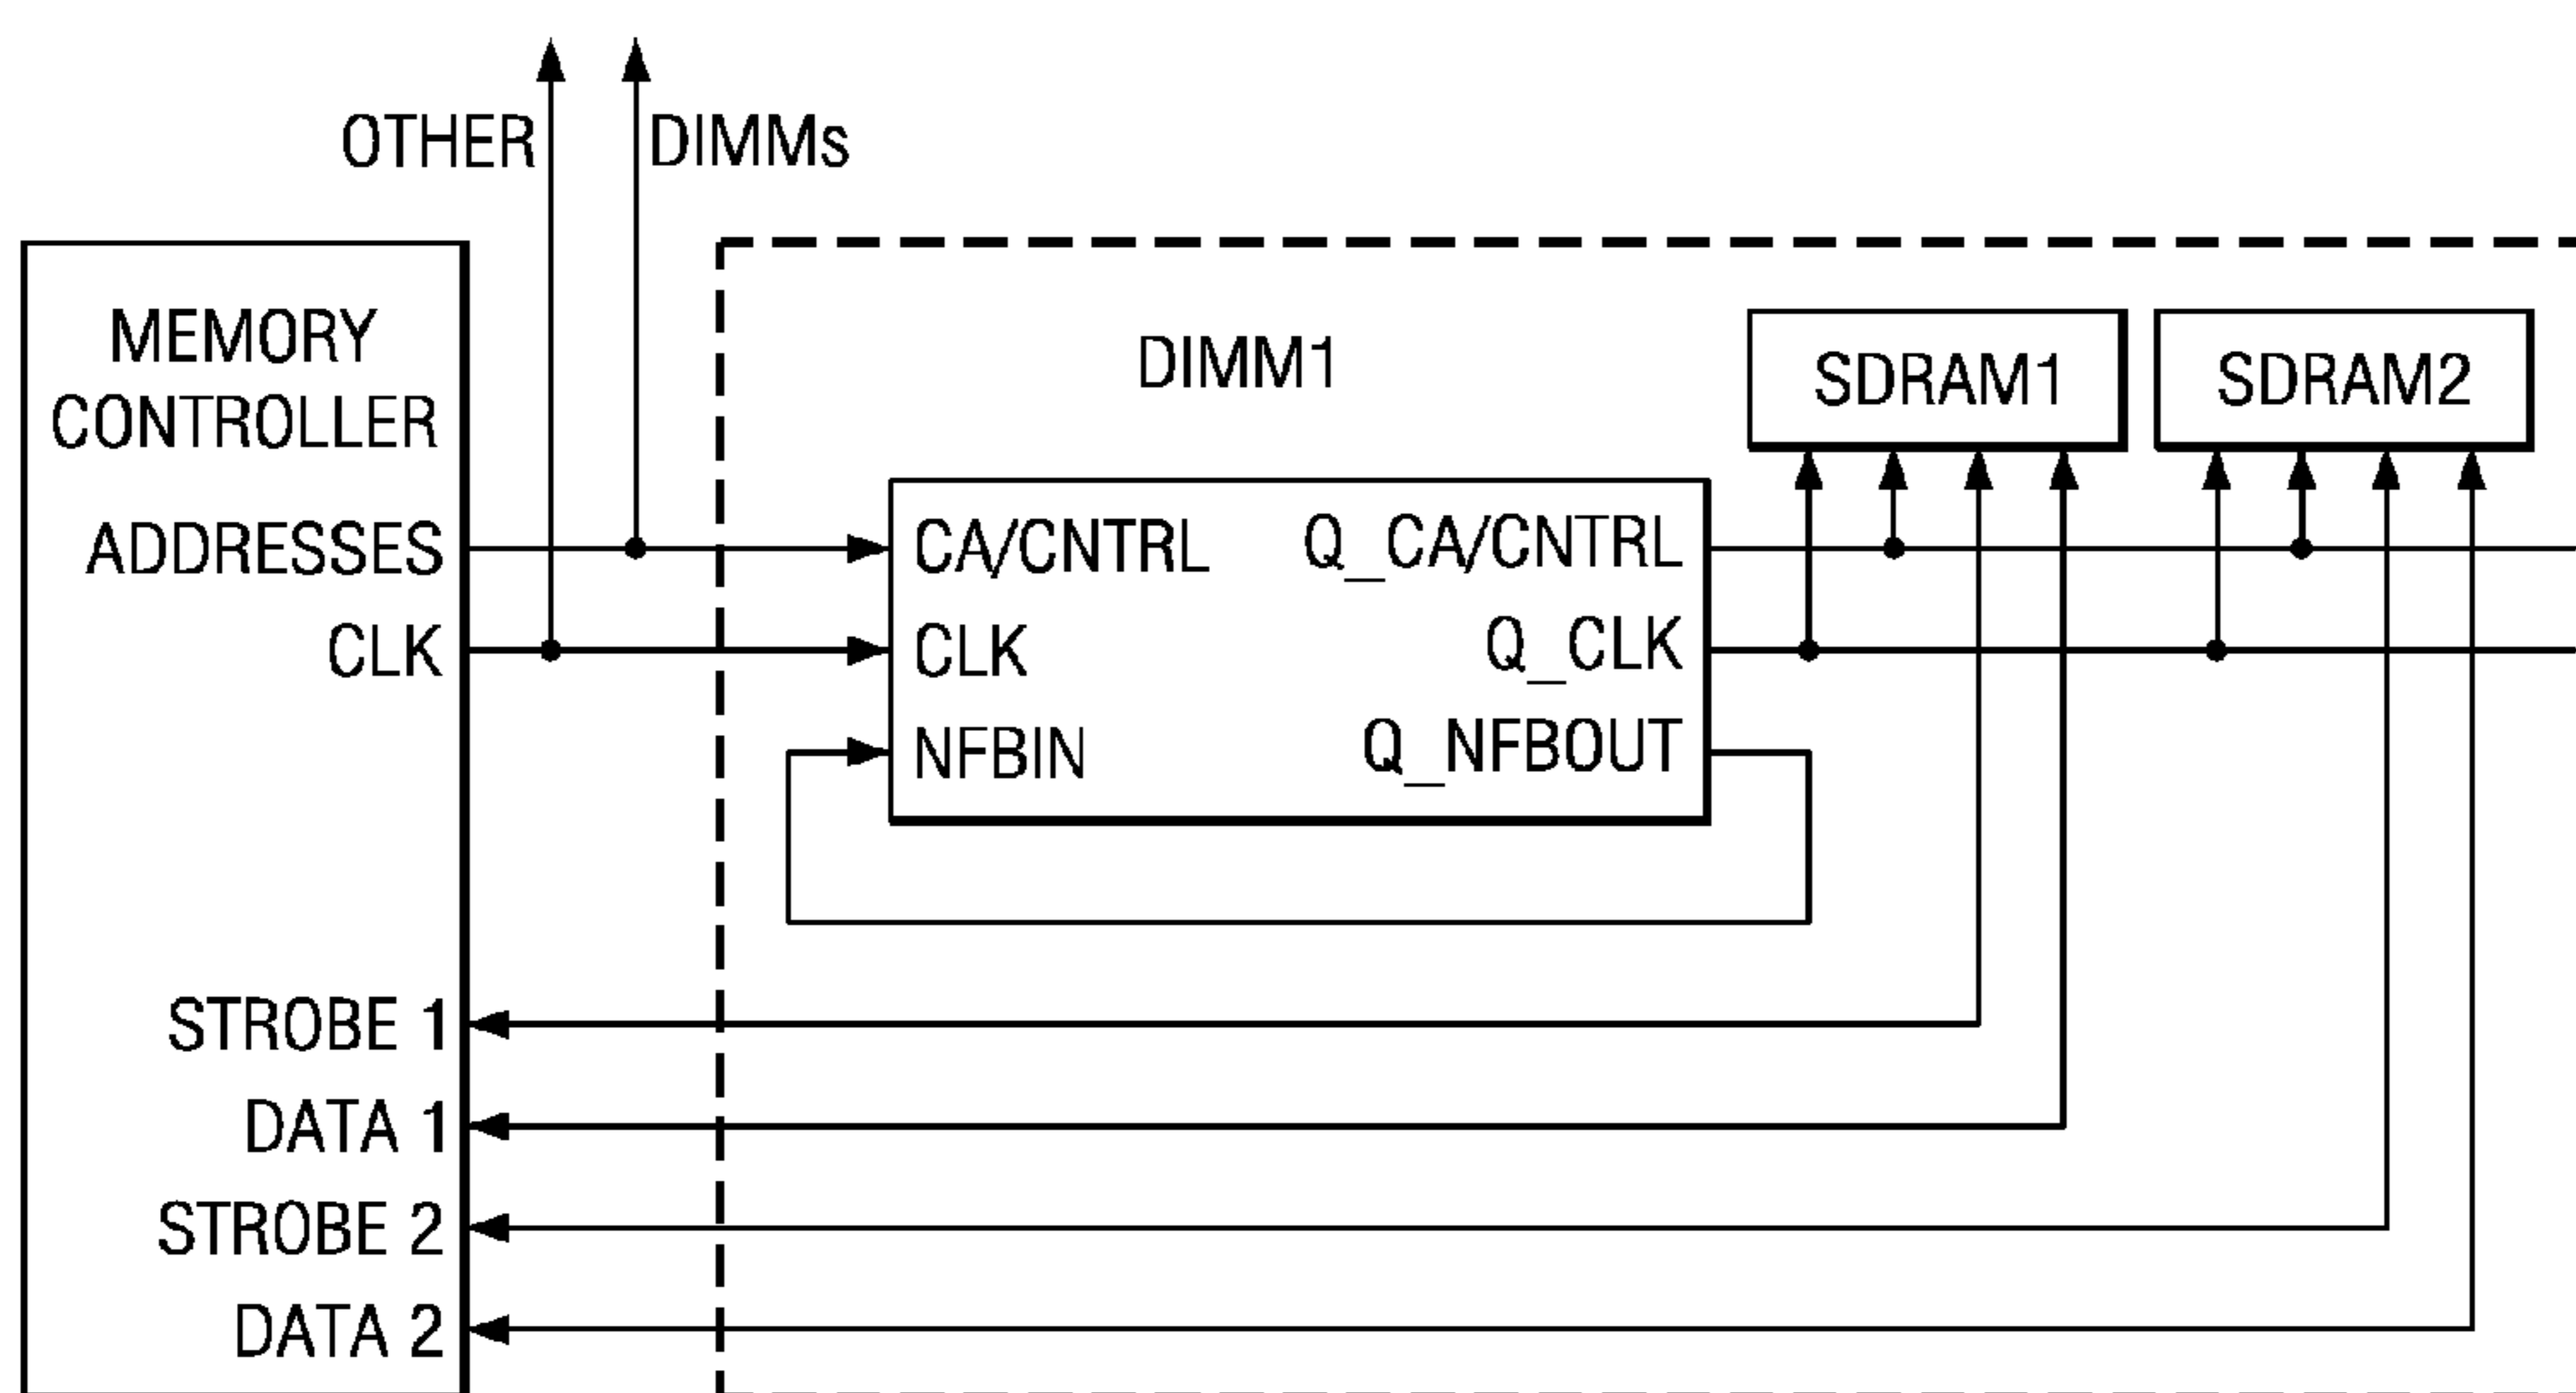 OTHER
DIMMs
MEMORY
CONTROLLER
ADDRESSES
CLK
STROBE 1
DATA 1
STROBE 2
DATA 2
DIMM1
CA/CNTRL
CLK
NFBIN
Q_CA/CNTRL
Q_CLK
Q_NFBOUT
SDRAM1
SDRAM2